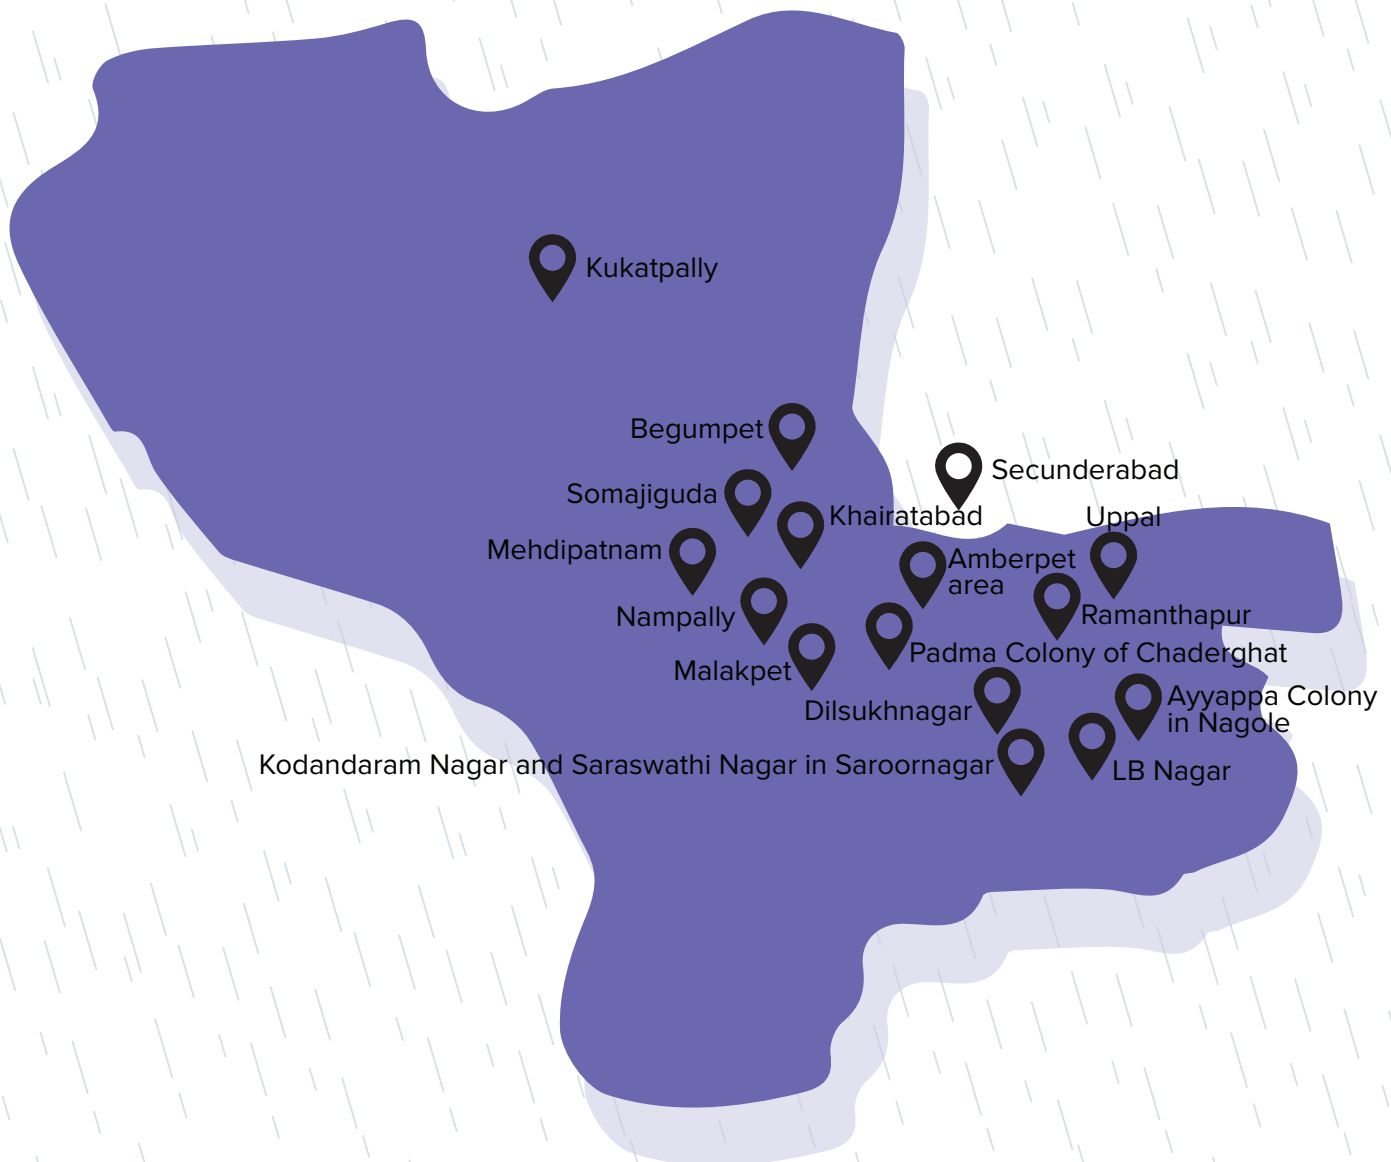 Kukatpally
Begumpet
Secunderabad
Somajiguda
Khairatabad
Uppal
Mehdipatnam
Amberpet
area
Nampally
Ramanthapur
Padma Colony of Chaderghat
Malakpet
Dilsukhnagar
Ayyappa Colony
in Nagole
Kodandaram Nagar and Saraswathi Nagar in Saroornagar
LB Nagar